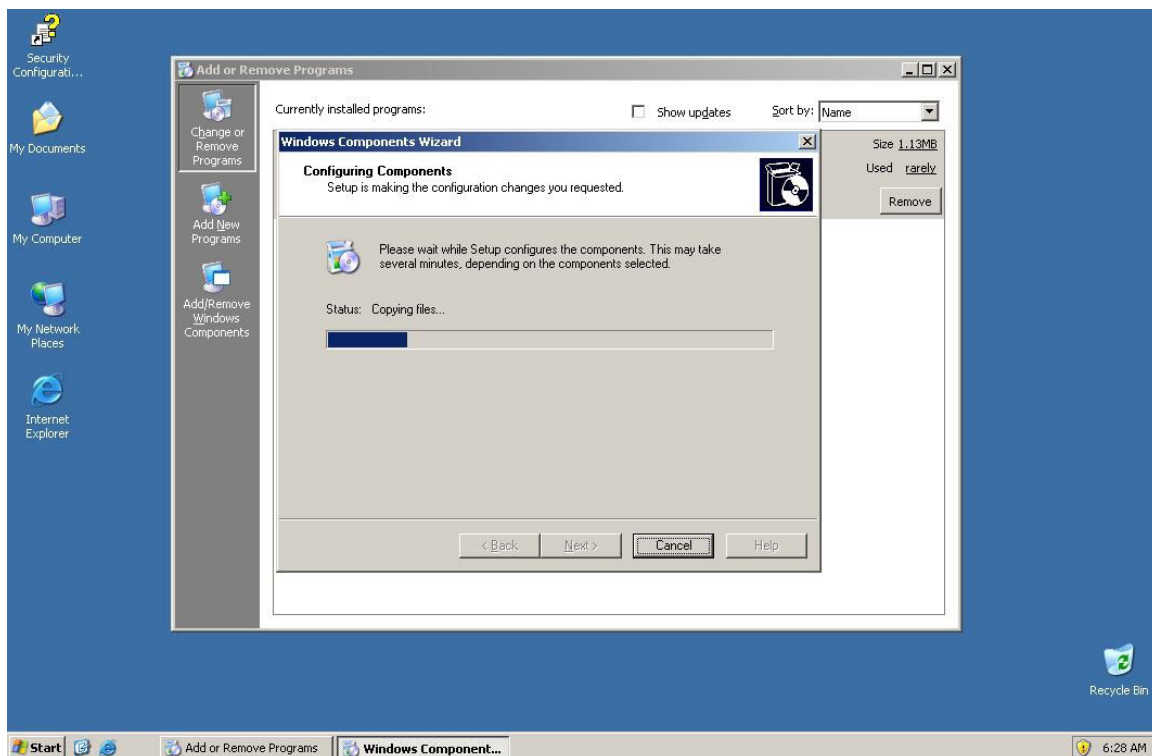 Security
Configurati...
My Documents
My Computer
My Network
Places
Internet
Explorer
Recycle Bin
Add or Remove Programs
Change or
Remove
Programs
Add New
Programs
Add/Remove
Windows
Components
Currently installed programs:
Show updates
Sort by: Name
Size 1.13MB
Used rarely
Remove
Windows Components Wizard
Configuring Components
Setup is making the configuration changes you requested.
Please wait while Setup configures the components. This may take
several minutes, depending on the components selected.
Status: Copying files...
< Back Next > Cancel Help
Start Add or Remove Programs Windows Component... 6:28 AM